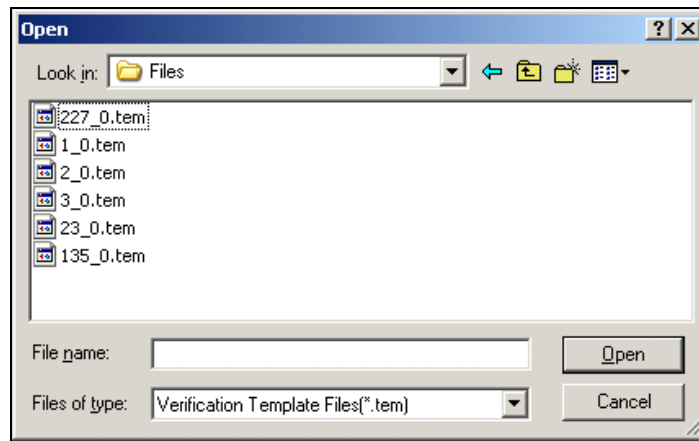 Open
Look in: Files
227_0.tem
1_0.tem
2_0.tem
3_0.tem
23_0.tem
135_0.tem
File name:
Open
Files of type: Verification Template Files(*.tem)
Cancel